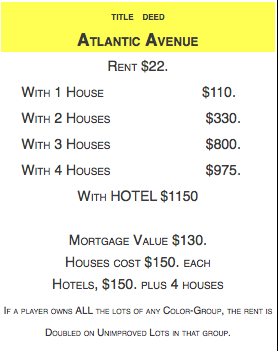 TITLE DEED
ATLANTIC AVENUE
RENT $22.
WITH 1 HOUSE $110.
WITH 2 HOUSES $330.
WITH 3 HOUSES $800.
WITH 4 HOUSES $975.
WITH HOTEL $1150
MORTGAGE VALUE $130.
HOUSES COST $150. EACH
HOTELS, $150. PLUS 4 HOUSES
IF A PLAYER OWNS ALL THE LOTS OF ANY COLOR-GROUP, THE RENT IS
DOUBLED ON UNIMPROVED LOTS IN THAT GROUP.